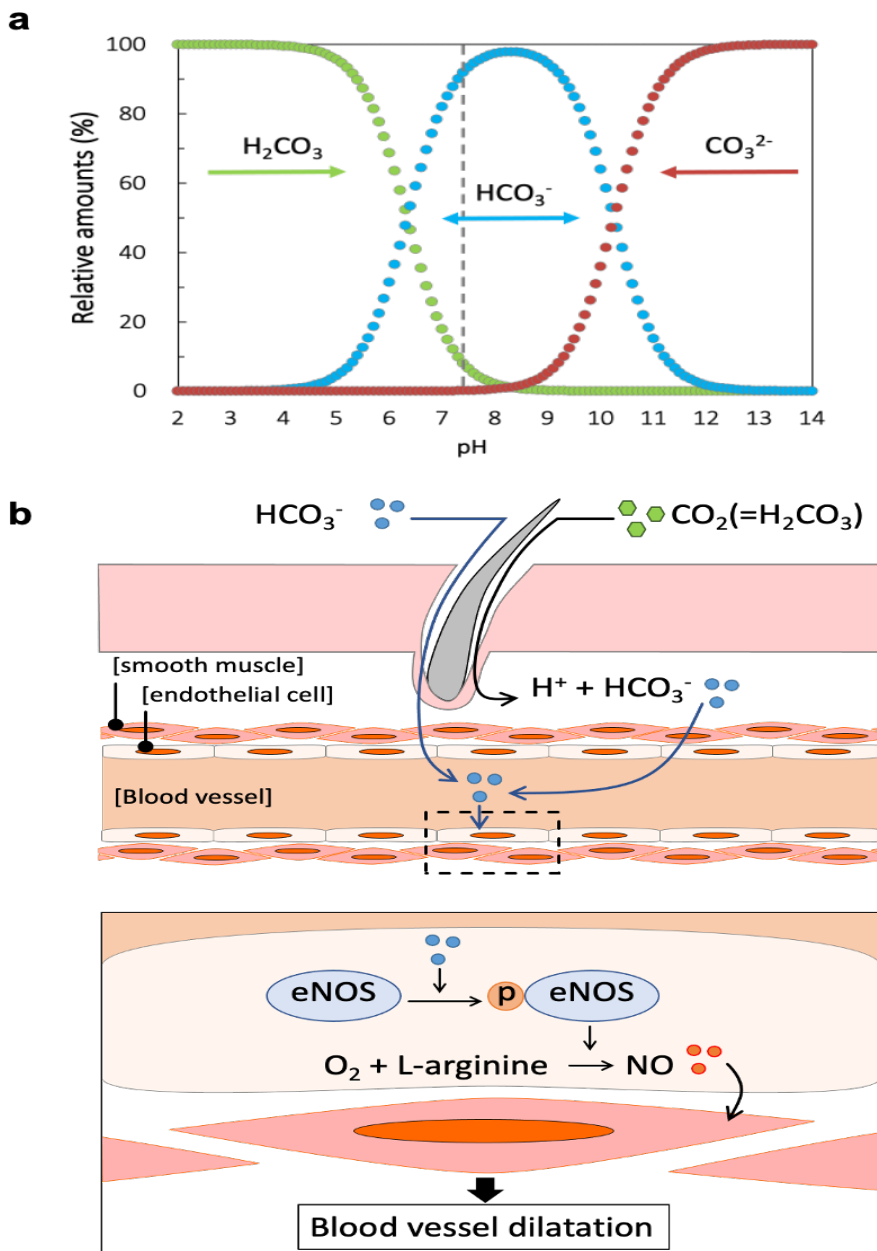 a
100
80
60
40
20
0
Relative amounts (%)
H₂CO₃
HCO₃⁻
CO₃²⁻
2 3 4 5 6 7 8 9 10 11 12 13 14
pH
b
HCO₃⁻
CO₂(=H₂CO₃)
[smooth muscle]
[endothelial cell]
H⁺ + HCO₃⁻
[Blood vessel]
eNOS
p eNOS
O₂ + L-arginine → NO
Blood vessel dilatation